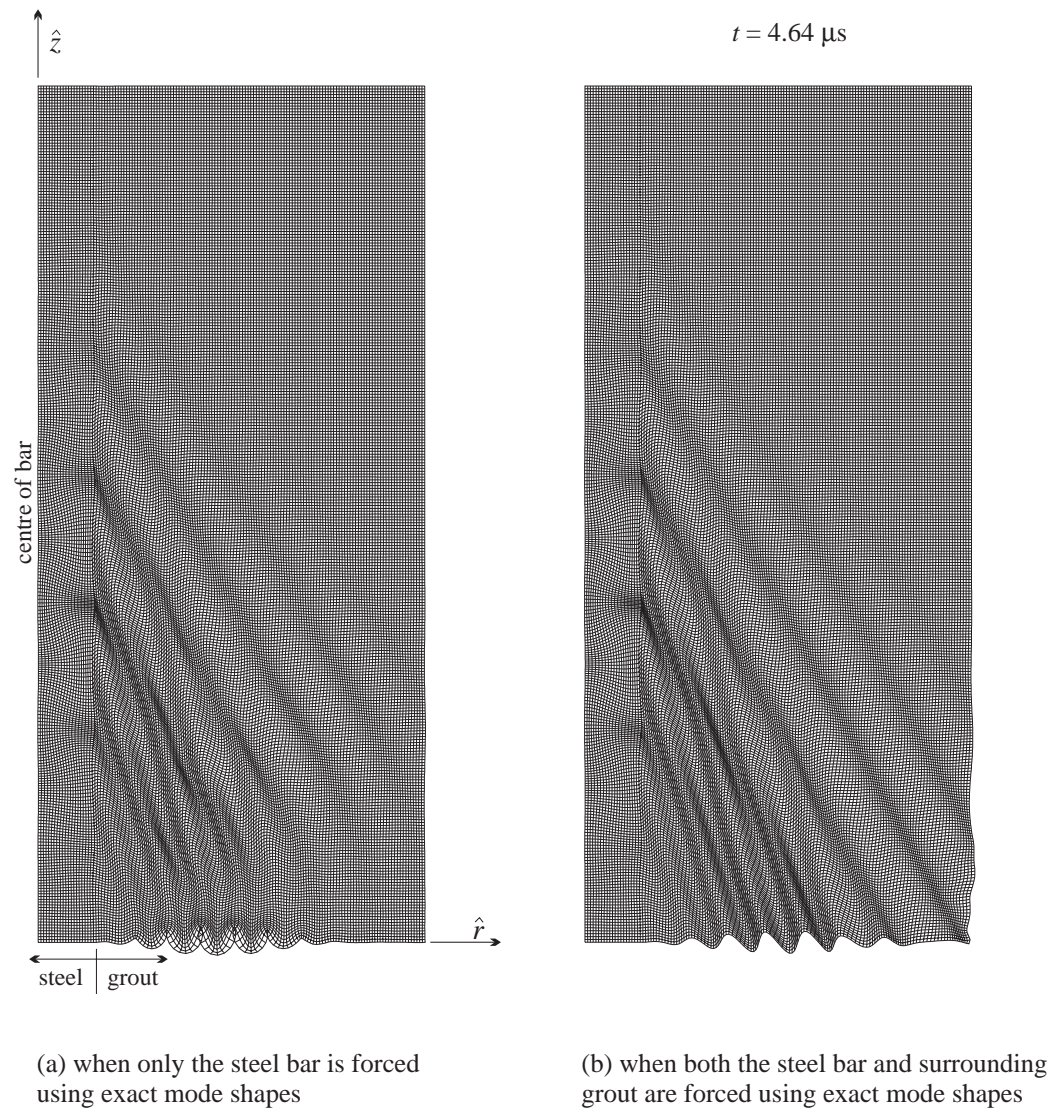 ẑ
t = 4.64 μs
centre of bar
r̂
steel
grout
(a) when only the steel bar is forced
using exact mode shapes
(b) when both the steel bar and surrounding
grout are forced using exact mode shapes